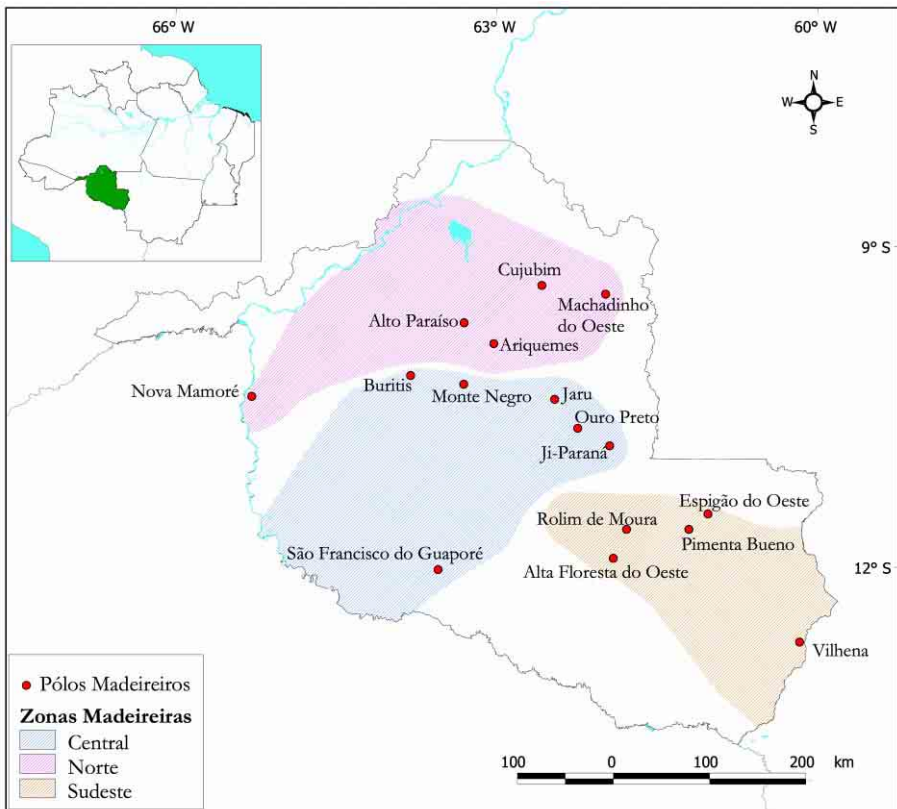 66° W
63° W
60° W
N
W
E
S
9° S
Cujubim
Machadinho
do Oeste
Alto Paraíso
Ariquemes
Nova Mamoré
Buritis
Monte Negro
Jaru
Ouro Preto
Ji-Paraná
Espigão do Oeste
Rolim de Moura
Pimenta Bueno
São Francisco do Guaporé
Alta Floresta do Oeste
12° S
Vilhena
Pólos Madeireiros
Zonas Madeireiras
Central
Norte
Sudeste
100 0 100 200 km